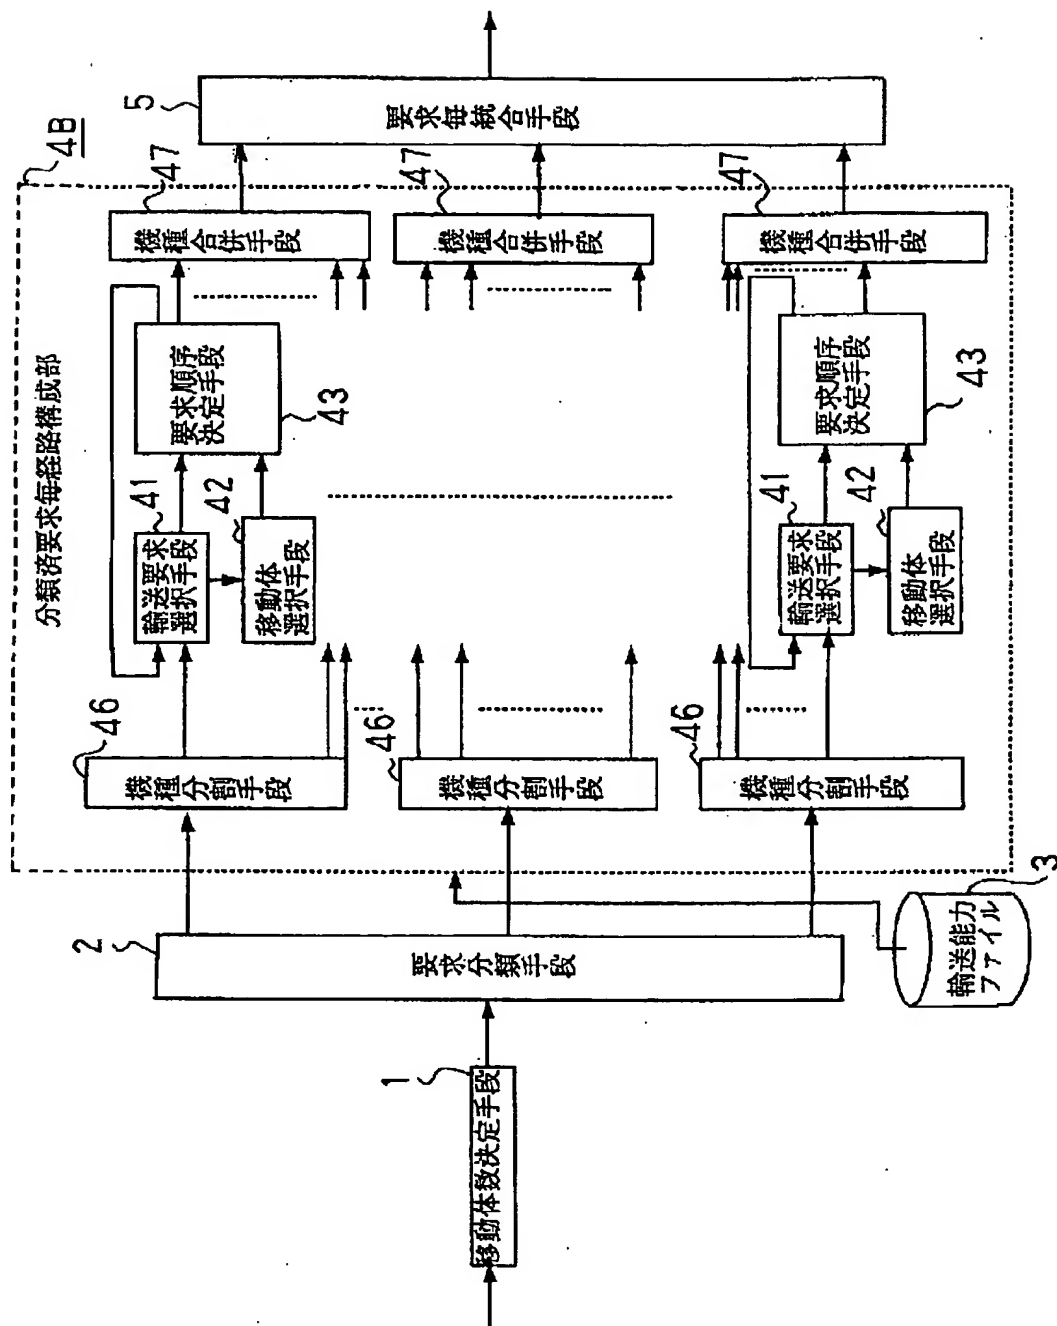 移動体数決定手段
1
要求分類手段
2
輸送能力
ファイル
3
分類済要求毎経路構成部
4B
機種分割手段
46
輸送要求
選択手段
41
移動体
選択手段
42
要求順序
決定手段
43
機種合併手段
47
機種分割手段
46
機種合併手段
47
機種分割手段
46
輸送要求
選択手段
41
移動体
選択手段
42
要求順序
決定手段
43
機種合併手段
47
要求毎統合手段
5